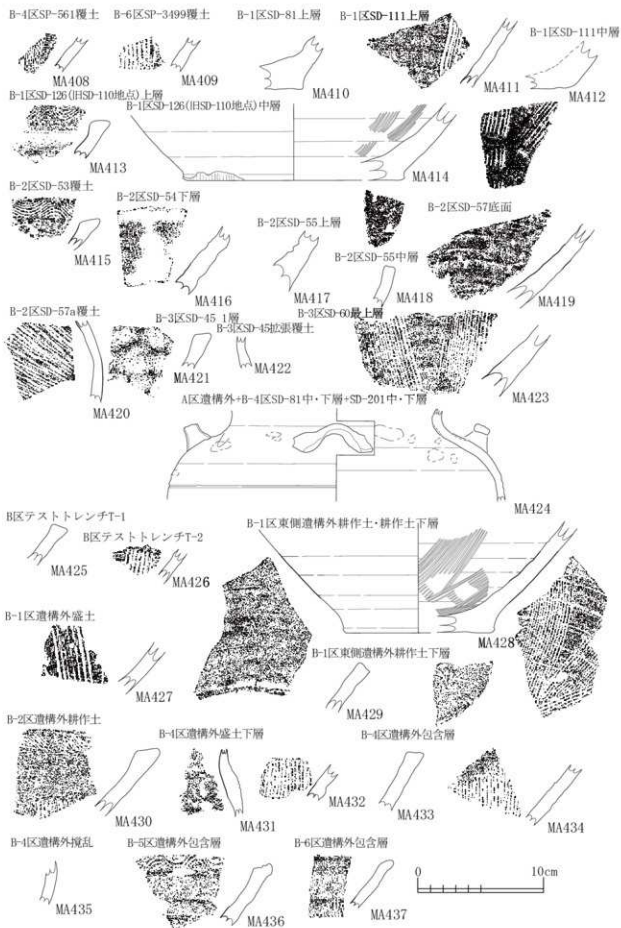 B-4区SP-561覆土
B-6区SP-3499覆土
B-1区SD-81上層
B-1区SD-111上層
B-1区SD-111中層
MA408
MA409
MA410
MA411
MA412
B-1区SD-126(旧SD-110地点)上層
B-1区SD-126(旧SD-110地点)中層
MA413
MA414
B-2区SD-53覆土
B-2区SD-54下層
B-2区SD-55上層
B-2区SD-57底面
B-2区SD-55中層
MA415
MA416
MA417
MA418
MA419
B-2区SD-57a覆土
B-3区SD-45 1層
B-3区SD-45拡張覆土
B-3区SD-60最上層
MA420
MA421
MA422
MA423
A区遺構外+B-4区SD-81中・下層+SD-201中・下層
MA424
B区テストトレンチT-1
B区テストトレンチT-2
B-1区東側遺構外耕作土・耕作土下層
MA425
MA426
B-1区遺構外盛土
MA427
MA428
B-1区東側遺構外耕作土下層
MA429
B-2区遺構外耕作土
B-4区遺構外盛土下層
B-4区遺構外包含層
MA430
MA431
MA432
MA433
MA434
B-4区遺構外撹乱
B-5区遺構外包含層
B-6区遺構外包含層
MA435
MA436
MA437
0
10cm